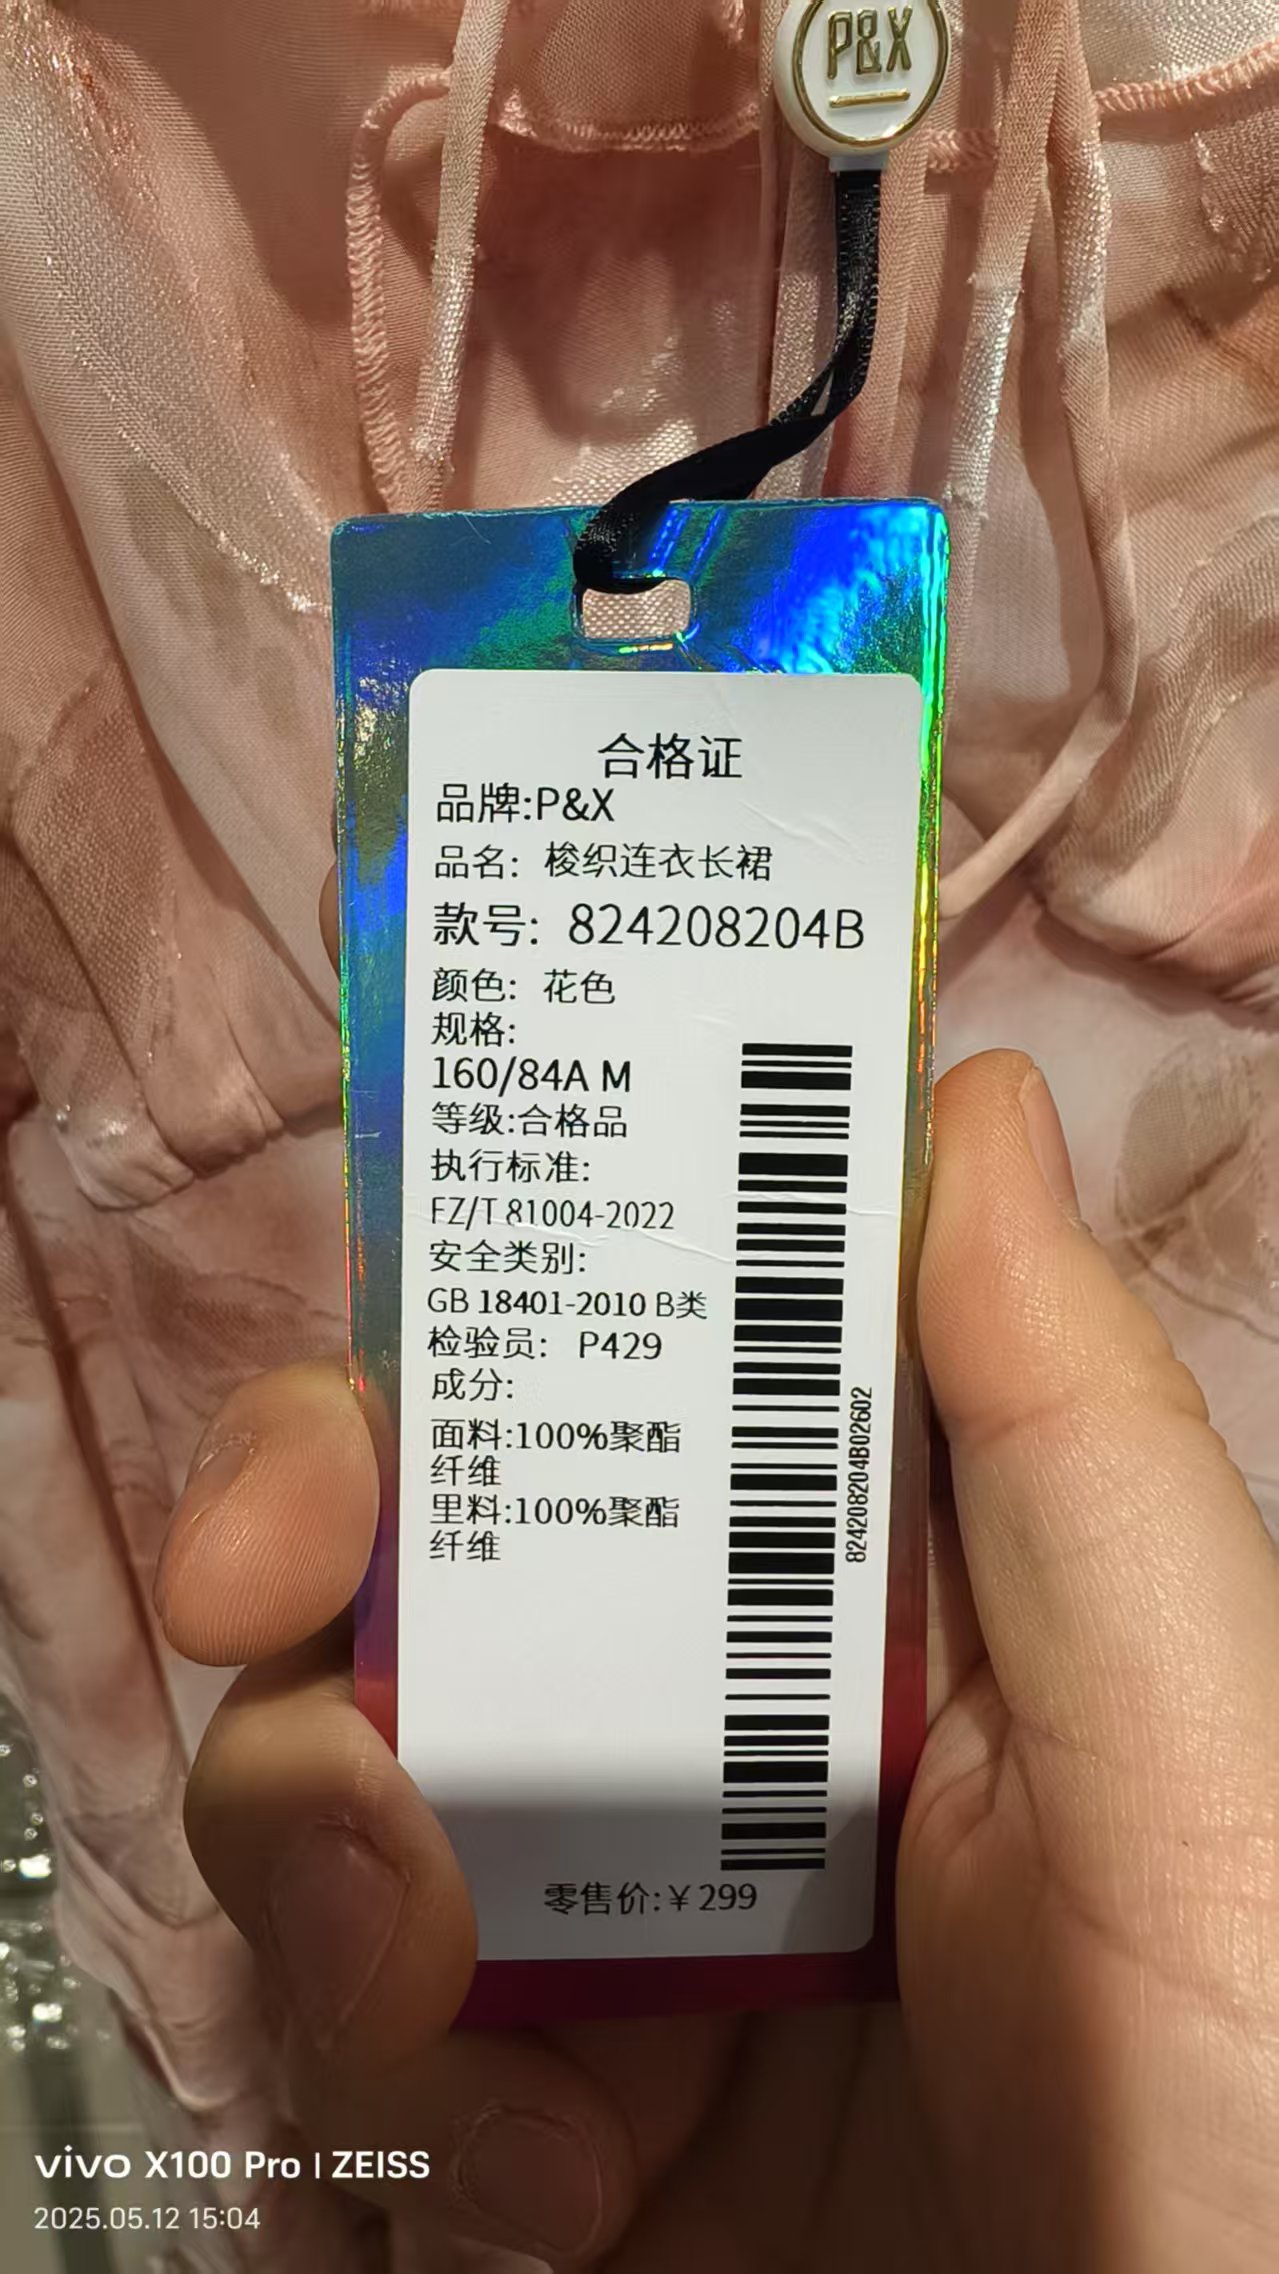 P&X
合格证
品牌:P&X
品名: 梭织连衣长裙
款号: 824208204B
颜色: 花色
规格:
160/84A M
等级:合格品
执行标准:
FZ/T 81004-2022
安全类别:
GB 18401-2010 B类
检验员: P429
成分:
面料:100%聚酯
纤维
里料:100%聚酯
纤维
824208204B02602
零售价:¥299
vivo X100 Pro | ZEISS
2025.05.12 15:04